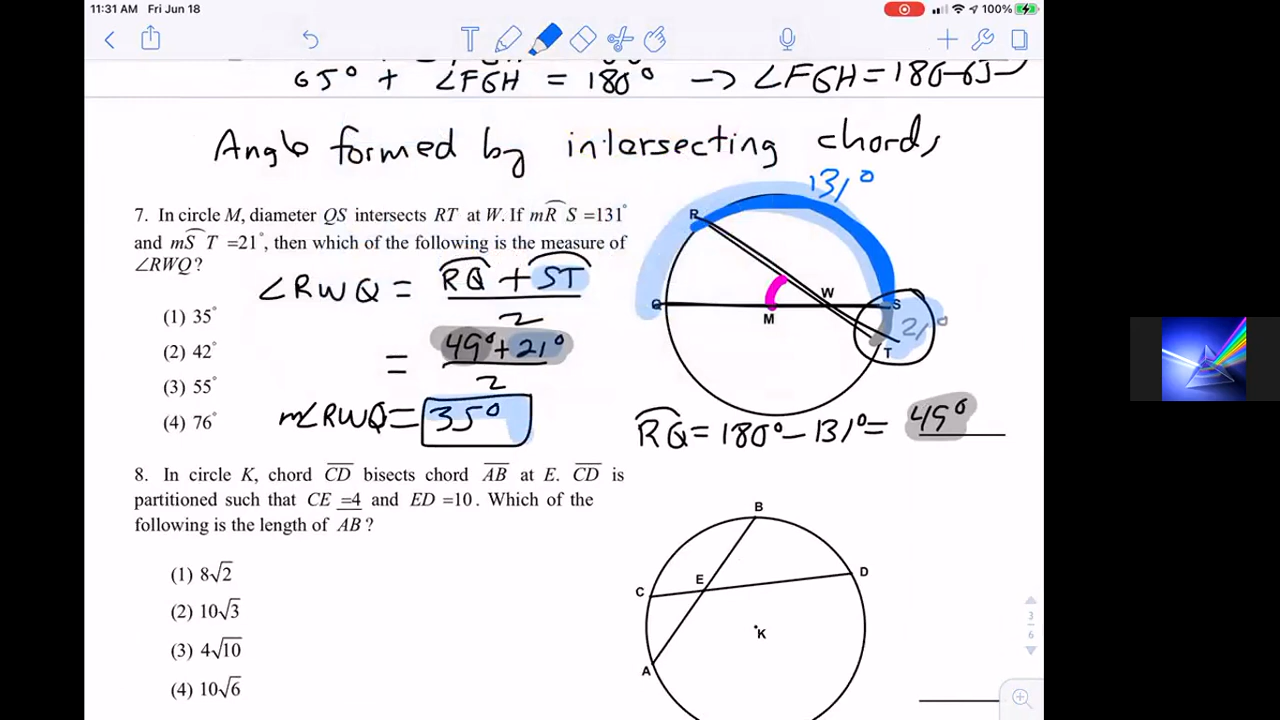 11:31 AM Fri Jun 18
100%
T
65° + ∠FGH = 180° → ∠FGH = 180-65
Angle formed by intersecting chords
7. In circle M, diameter QS intersects RT at W. If mR S =131°
and mS T =21°, then which of the following is the measure of
∠RWQ?
(1) 35°
(2) 42°
(3) 55°
(4) 76°
∠RWQ = RQ + ST
2
= 49° + 21°
2
m∠RWQ = 35°
131°
R
Q
M
W
S
21°
T
RQ = 180° - 131° = 49°
8. In circle K, chord CD bisects chord AB at E. CD is
partitioned such that CE =4 and ED =10. Which of the
following is the length of AB?
(1) 8√2
(2) 10√3
(3) 4√10
(4) 10√6
B
E
D
C
K
A
3
6